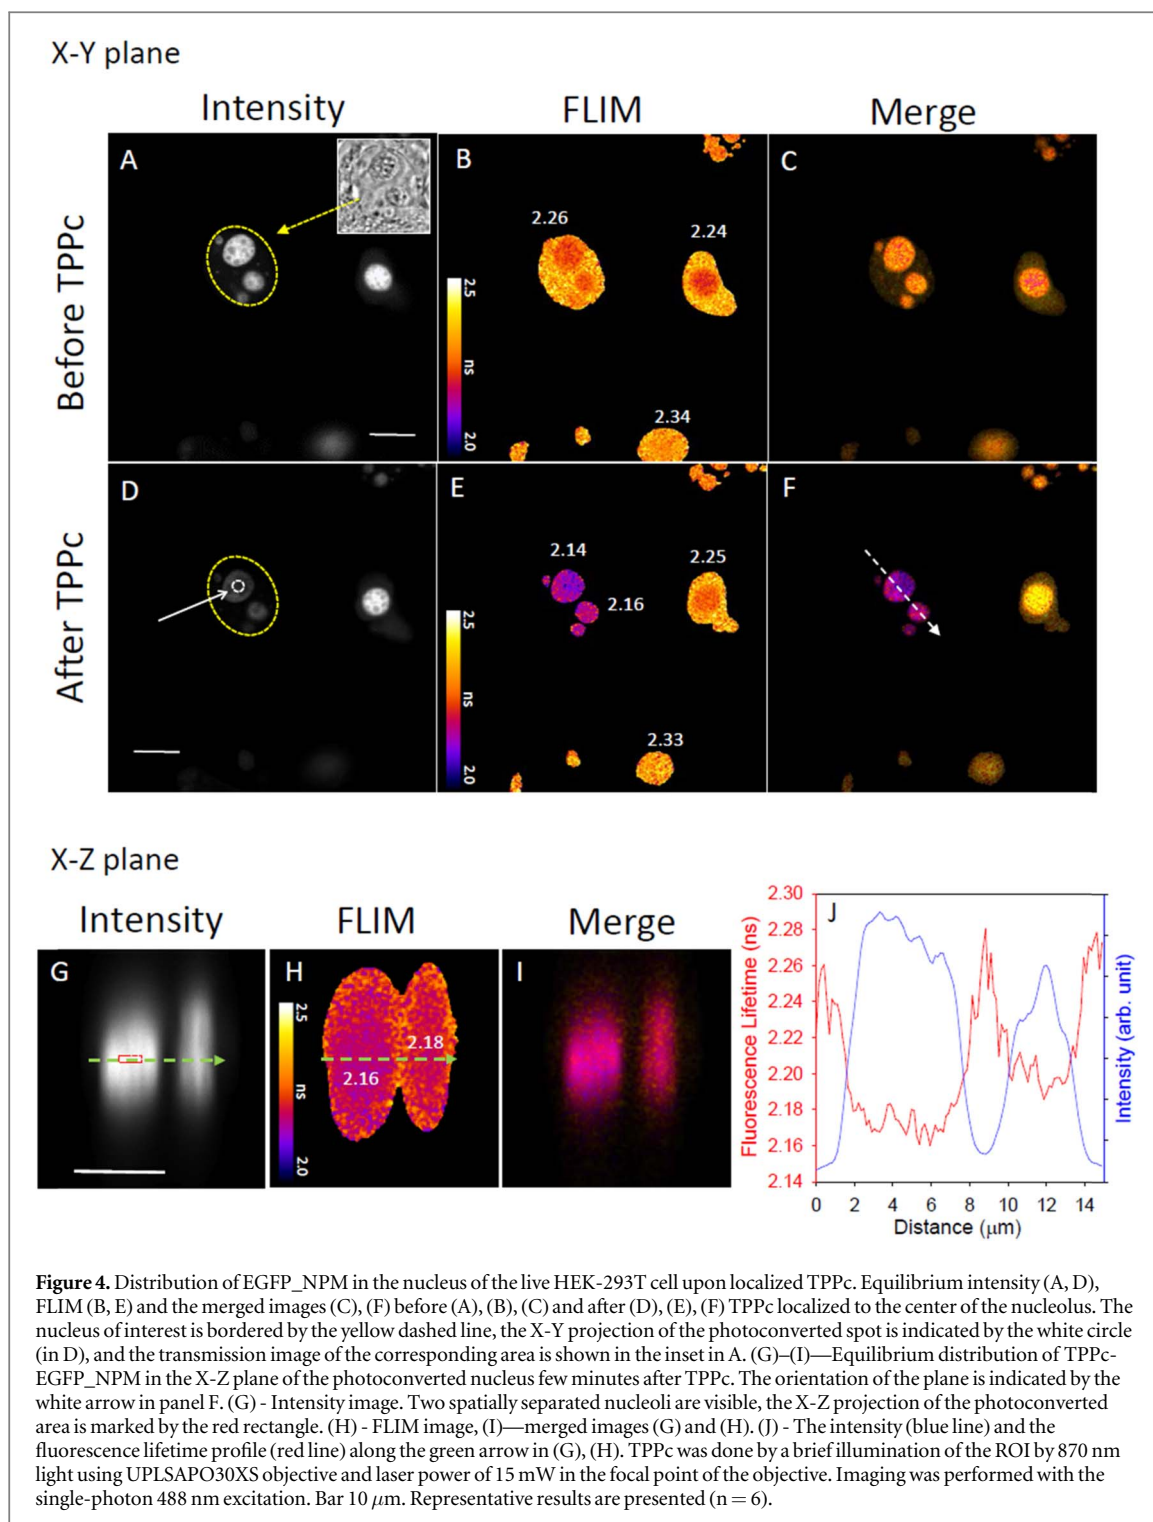 X-Y plane
Intensity
FLIM
Merge
Before TPPc
A
B
2.26
2.24
2.34
2.5
ns
2.0
C
After TPPc
D
E
2.14
2.16
2.25
2.33
2.5
ns
2.0
F
X-Z plane
Intensity
FLIM
Merge
G
H
2.5
ns
2.0
2.18
2.16
I
J
Fluorescence Lifetime (ns)
2.30
2.28
2.26
2.24
2.22
2.20
2.18
2.16
2.14
0 2 4 6 8 10 12 14
Distance (μm)
Intensity (arb. unit)
Figure 4. Distribution of EGFP_NPM in the nucleus of the live HEK-293T cell upon localized TPPc. Equilibrium intensity (A, D),
FLIM (B, E) and the merged images (C), (F) before (A), (B), (C) and after (D), (E), (F) TPPc localized to the center of the nucleolus. The
nucleus of interest is bordered by the yellow dashed line, the X-Y projection of the photoconverted spot is indicated by the white circle
(in D), and the transmission image of the corresponding area is shown in the inset in A. (G)–(I)—Equilibrium distribution of TPPc-
EGFP_NPM in the X-Z plane of the photoconverted nucleus few minutes after TPPc. The orientation of the plane is indicated by the
white arrow in panel F. (G) - Intensity image. Two spatially separated nucleoli are visible, the X-Z projection of the photoconverted
area is marked by the red rectangle. (H) - FLIM image, (I)—merged images (G) and (H). (J) - The intensity (blue line) and the
fluorescence lifetime profile (red line) along the green arrow in (G), (H). TPPc was done by a brief illumination of the ROI by 870 nm
light using UPLSAPO30XS objective and laser power of 15 mW in the focal point of the objective. Imaging was performed with the
single-photon 488 nm excitation. Bar 10 μm. Representative results are presented (n = 6).